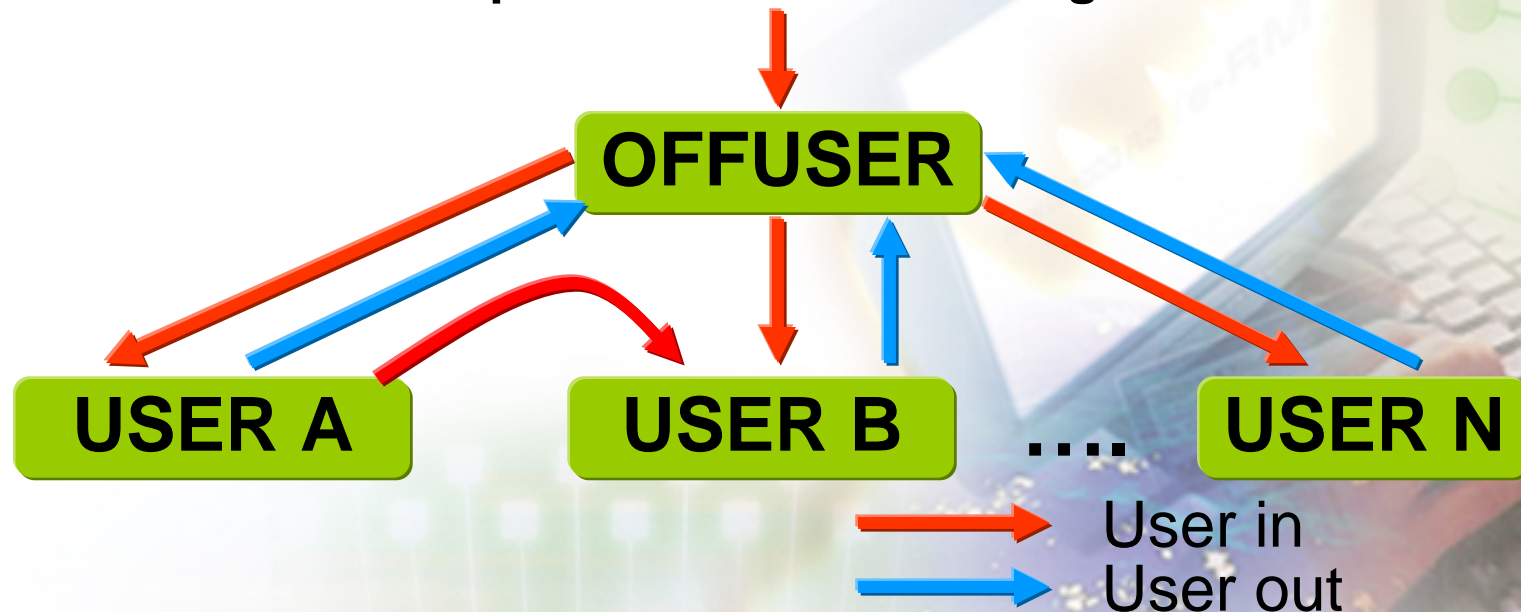 OFFUSER
USER A
USER B
....
USER N
User in
User out